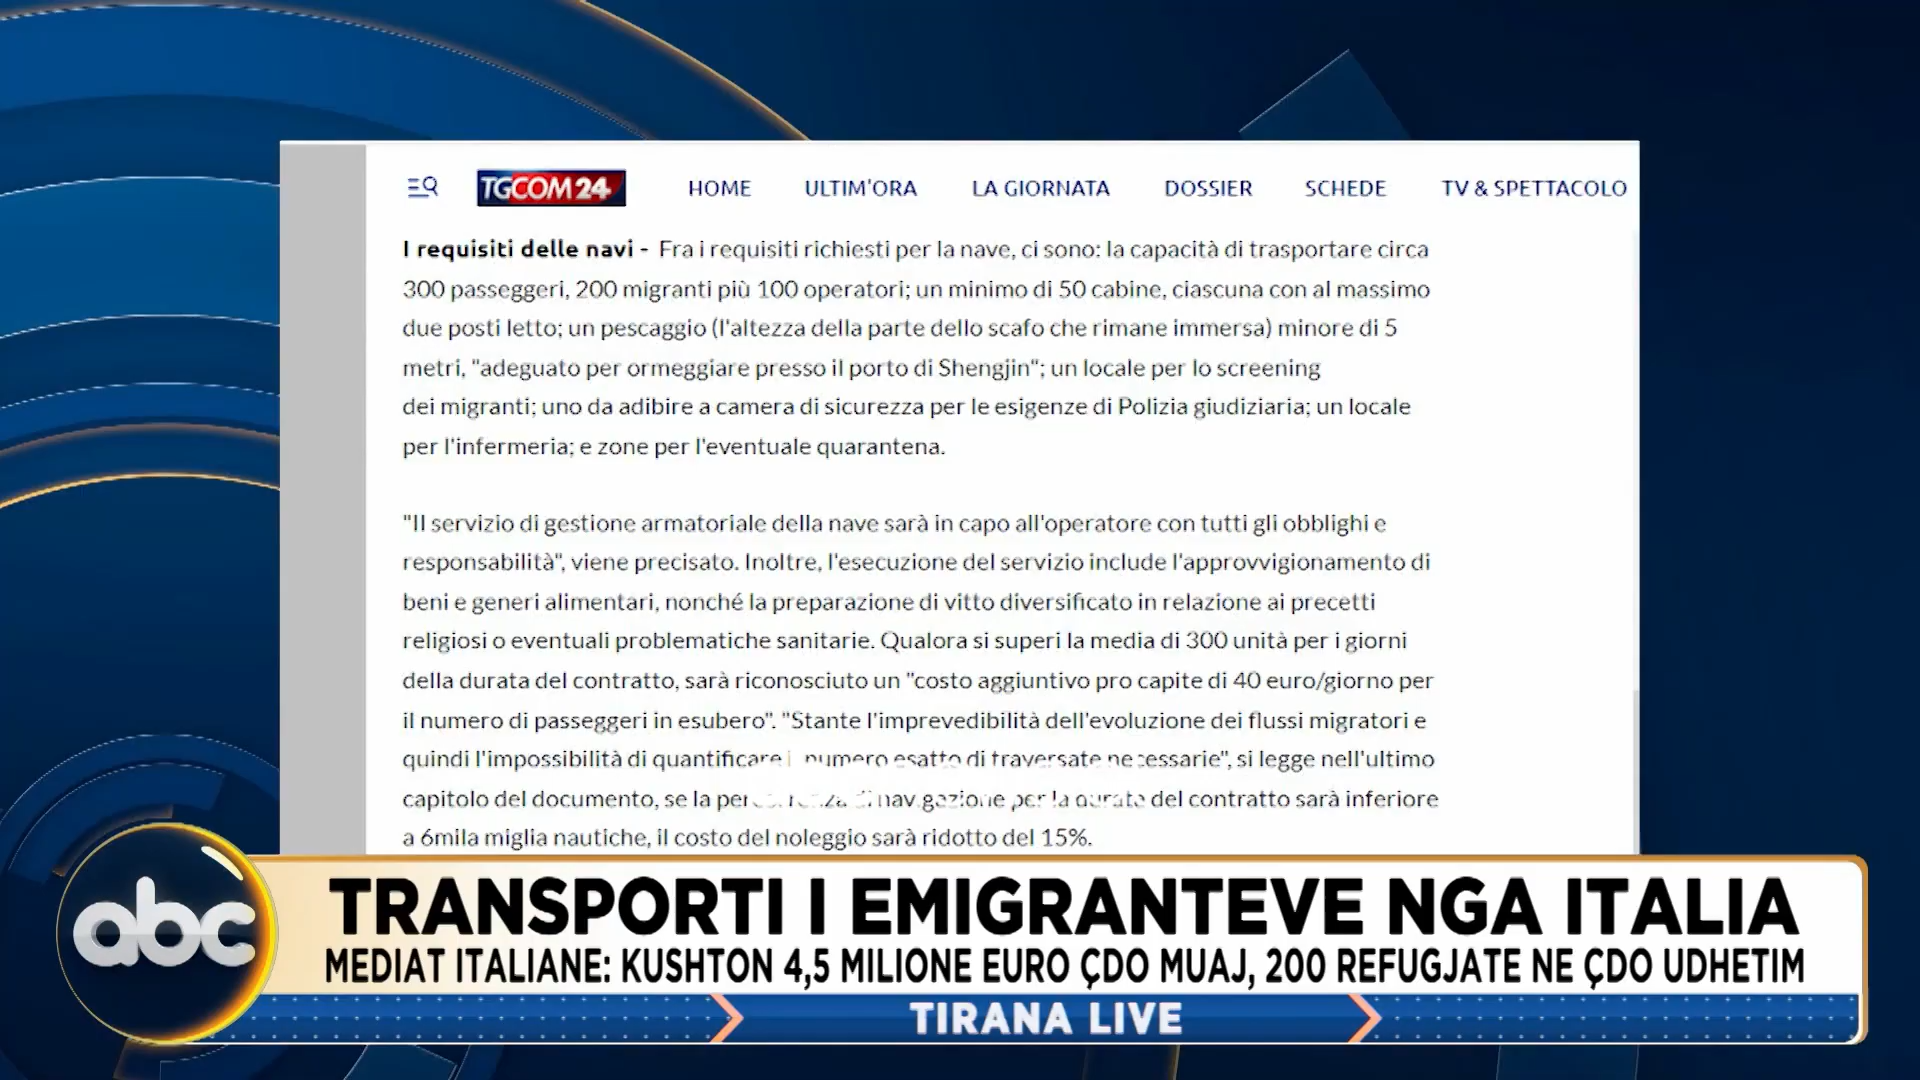 TGCOM24 HOME ULTIM'ORA LA GIORNATA DOSSIER SCHEDE TV & SPETTACOLO
I requisiti delle navi - Fra i requisiti richiesti per la nave, ci sono: la capacità di trasportare circa
300 passeggeri, 200 migranti più 100 operatori; un minimo di 50 cabine, ciascuna con al massimo
due posti letto; un pescaggio (l'altezza della parte dello scafo che rimane immersa) minore di 5
metri, "adeguato per ormeggiare presso il porto di Shengjin"; un locale per lo screening
dei migranti; uno da adibire a camera di sicurezza per le esigenze di Polizia giudiziaria; un locale
per l'infermeria; e zone per l'eventuale quarantena.
"Il servizio di gestione armatoriale della nave sarà in capo all'operatore con tutti gli obblighi e
responsabilità", viene precisato. Inoltre, l'esecuzione del servizio include l'approvvigionamento di
beni e generi alimentari, nonché la preparazione di vitto diversificato in relazione ai precetti
religiosi o eventuali problematiche sanitarie. Qualora si superi la media di 300 unità per i giorni
della durata del contratto, sarà riconosciuto un "costo aggiuntivo pro capite di 40 euro/giorno per
il numero di passeggeri in esubero". "Stante l'imprevedibilità dell'evoluzione dei flussi migratori e
quindi l'impossibilità di quantificare numero esatto di traversate necessarie", si legge nell'ultimo
capitolo del documento, se la di navigazione per la durata del contratto sarà inferiore
a 6mila miglia nautiche, il costo del noleggio sarà ridotto del 15%.
abc
TRANSPORTI I EMIGRANTEVE NGA ITALIA
MEDIAT ITALIANE: KUSHTON 4,5 MILIONE EURO ÇDO MUAJ, 200 REFUGJATE NE ÇDO UDHETIM
TIRANA LIVE